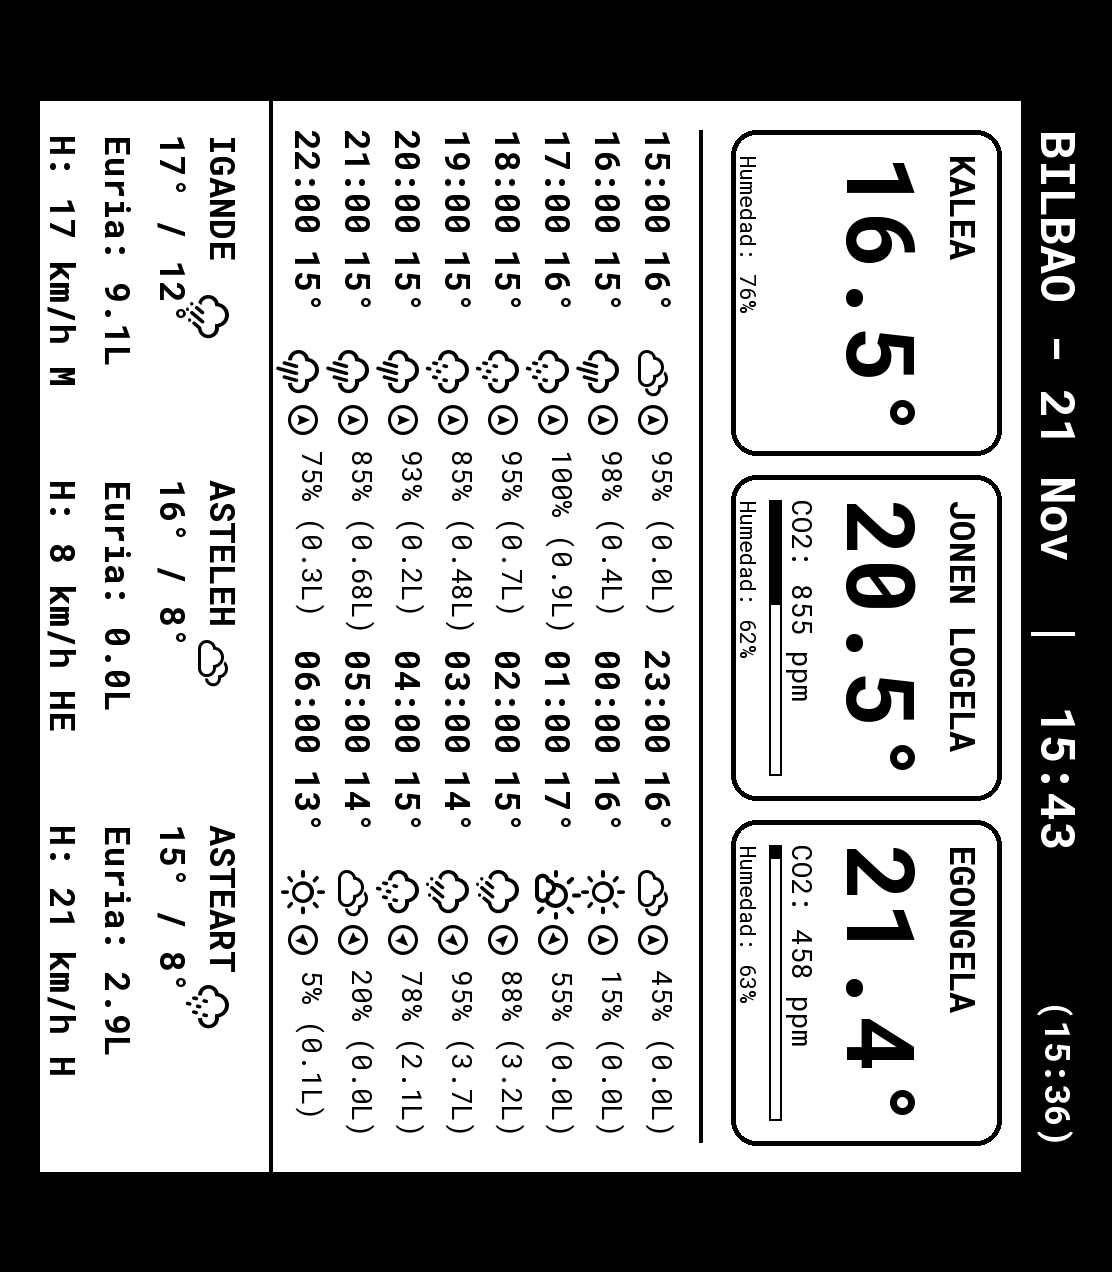 BILBAO - 21 Nov | 15:43 (15:36)
KALEA
16.5°
Humedad: 76%
JONEN LOGELA
20.5°
CO2: 855 ppm
Humedad: 62%
EGONGELA
21.4°
CO2: 458 ppm
Humedad: 63%
15:00 16° 95% (0.0L)
16:00 15° 98% (0.4L)
17:00 16° 100% (0.9L)
18:00 15° 95% (0.7L)
19:00 15° 85% (0.48L)
20:00 15° 93% (0.2L)
21:00 15° 85% (0.68L)
22:00 15° 75% (0.3L)
23:00 16° 45% (0.0L)
00:00 16° 15% (0.0L)
01:00 17° 55% (0.0L)
02:00 15° 88% (3.2L)
03:00 14° 95% (3.7L)
04:00 15° 78% (2.1L)
05:00 14° 20% (0.0L)
06:00 13° 5% (0.1L)
IGANDE
17° / 12°
Euria: 9.1L
H: 17 km/h M
ASTELEH
16° / 8°
Euria: 0.0L
H: 8 km/h HE
ASTEART
15° / 8°
Euria: 2.9L
H: 21 km/h H